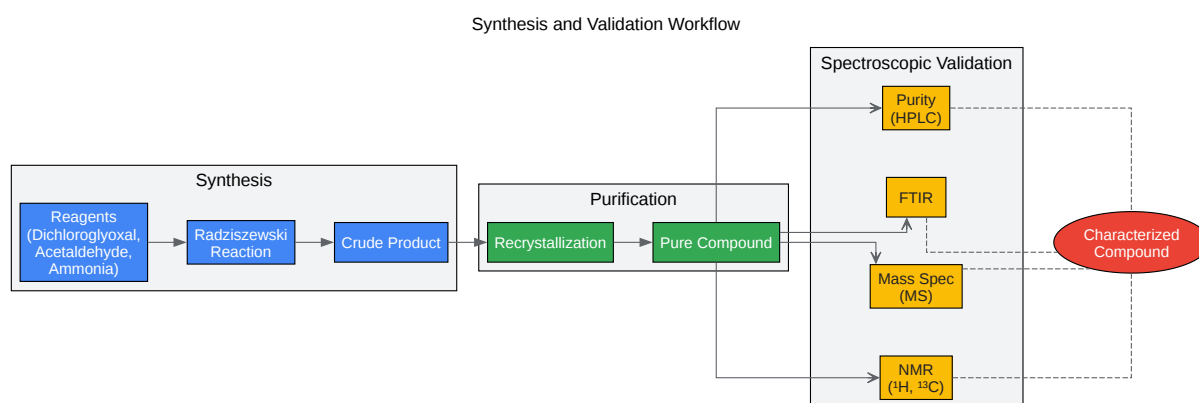 Synthesis and Validation Workflow
Synthesis
Reagents
(Dichloroglyoxal,
Acetaldehyde,
Ammonia)
Radziszewski
Reaction
Crude Product
Purification
Recrystallization
Pure Compound
Spectroscopic Validation
Purity
(HPLC)
FTIR
Mass Spec
(MS)
NMR
(¹H, ¹³C)
Characterized
Compound